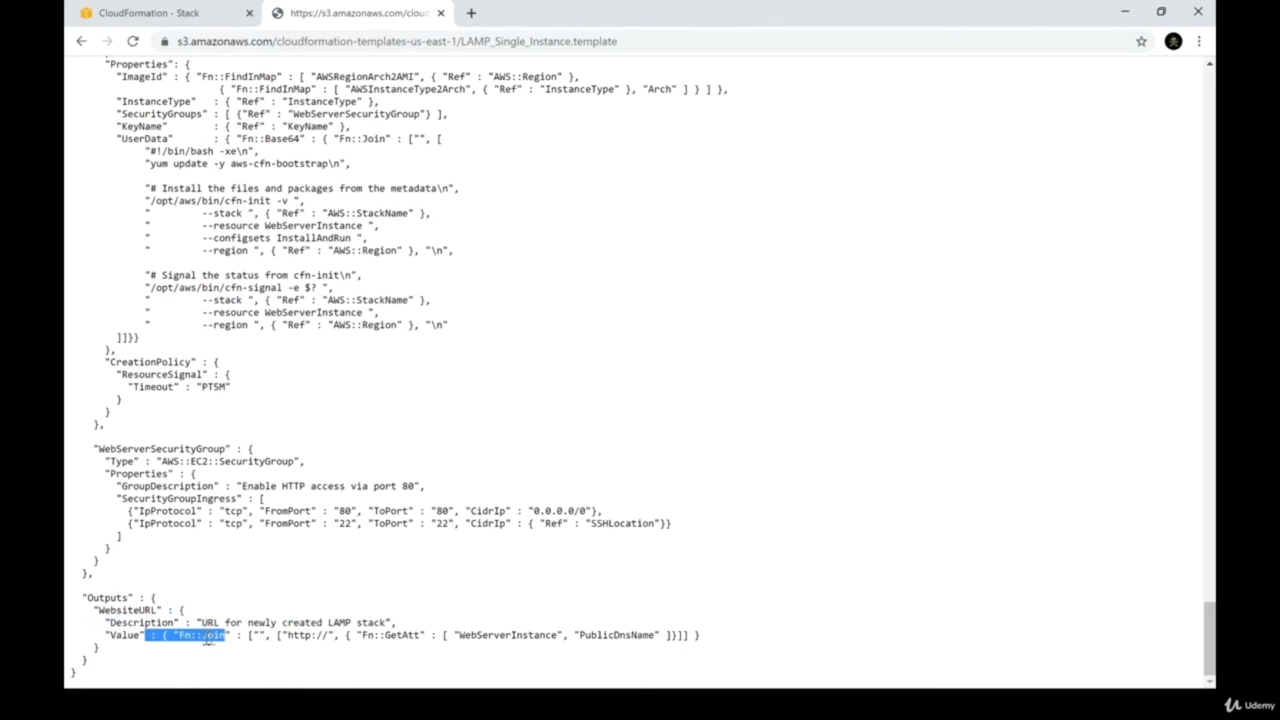 CloudFormation - Stack
https://s3.amazonaws.com/cloud
s3.amazonaws.com/cloudformation-templates-us-east-1/LAMP_Single_Instance.template
"Properties": {
"ImageId" : { "Fn::FindInMap" : [ "AWSRegionArch2AMI", { "Ref" : "AWS::Region" },
{ "Fn::FindInMap" : [ "AWSInstanceType2Arch", { "Ref" : "InstanceType" }, "Arch" ] } ] },
"InstanceType" : { "Ref" : "InstanceType" },
"SecurityGroups" : [ {"Ref" : "WebServerSecurityGroup"} ],
"KeyName" : { "Ref" : "KeyName" },
"UserData" : { "Fn::Base64" : { "Fn::Join" : ["", [
"#!/bin/bash -xe\n",
"yum update -y aws-cfn-bootstrap\n",
"# Install the files and packages from the metadata\n",
"/opt/aws/bin/cfn-init -v ",
" --stack ", { "Ref" : "AWS::StackName" },
" --resource WebServerInstance ",
" --configsets InstallAndRun ",
" --region ", { "Ref" : "AWS::Region" }, "\n",
"# Signal the status from cfn-init\n",
"/opt/aws/bin/cfn-signal -e $? ",
" --stack ", { "Ref" : "AWS::StackName" },
" --resource WebServerInstance ",
" --region ", { "Ref" : "AWS::Region" }, "\n"
]]}}
},
"CreationPolicy" : {
"ResourceSignal" : {
"Timeout" : "PT5M"
}
}
},
"WebServerSecurityGroup" : {
"Type" : "AWS::EC2::SecurityGroup",
"Properties" : {
"GroupDescription" : "Enable HTTP access via port 80",
"SecurityGroupIngress" : [
{"IpProtocol" : "tcp", "FromPort" : "80", "ToPort" : "80", "CidrIp" : "0.0.0.0/0"},
{"IpProtocol" : "tcp", "FromPort" : "22", "ToPort" : "22", "CidrIp" : { "Ref" : "SSHLocation"}}
]
}
}
},
"Outputs" : {
"WebsiteURL" : {
"Description" : "URL for newly created LAMP stack",
"Value" : { "Fn::Join" : ["", ["http://", { "Fn::GetAtt" : [ "WebServerInstance", "PublicDnsName" ]}]] }
}
}
}
Udemy